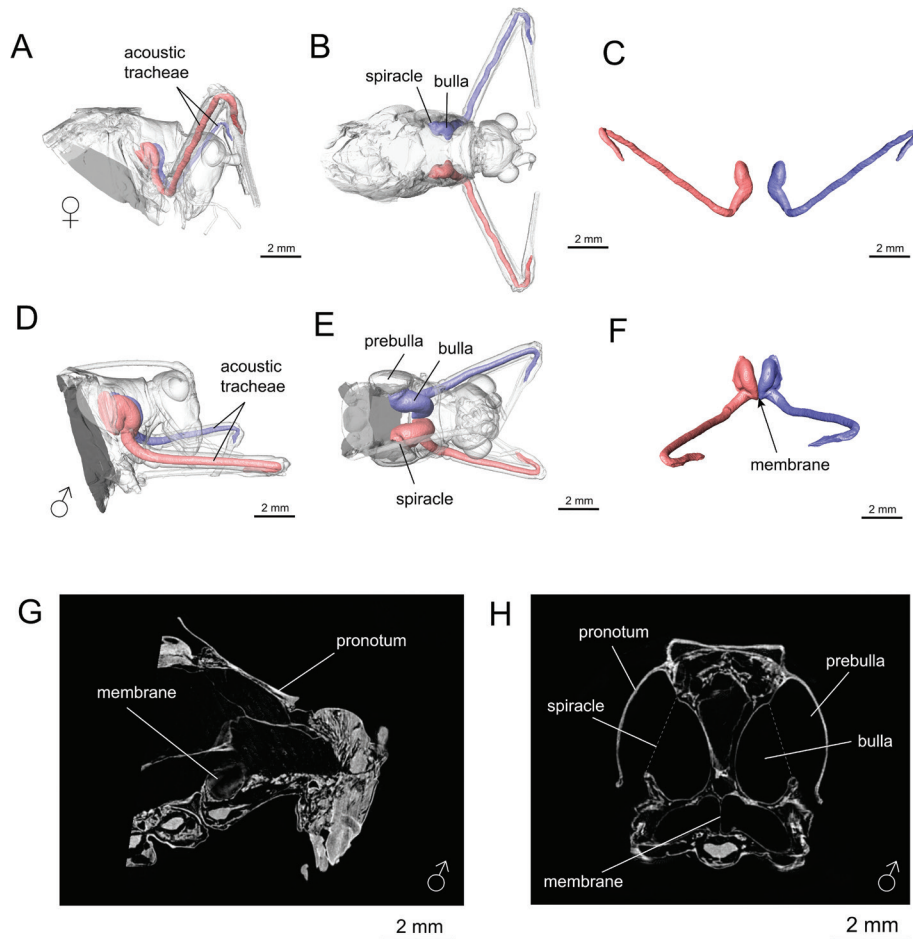 A
acoustic
tracheae
♀
2 mm
B
spiracle
bulla
2 mm
C
2 mm
D
acoustic
tracheae
♂
2 mm
E
prebulla
bulla
spiracle
2 mm
F
membrane
2 mm
G
pronotum
membrane
♂
2 mm
H
pronotum
prebulla
spiracle
bulla
membrane
♂
2 mm